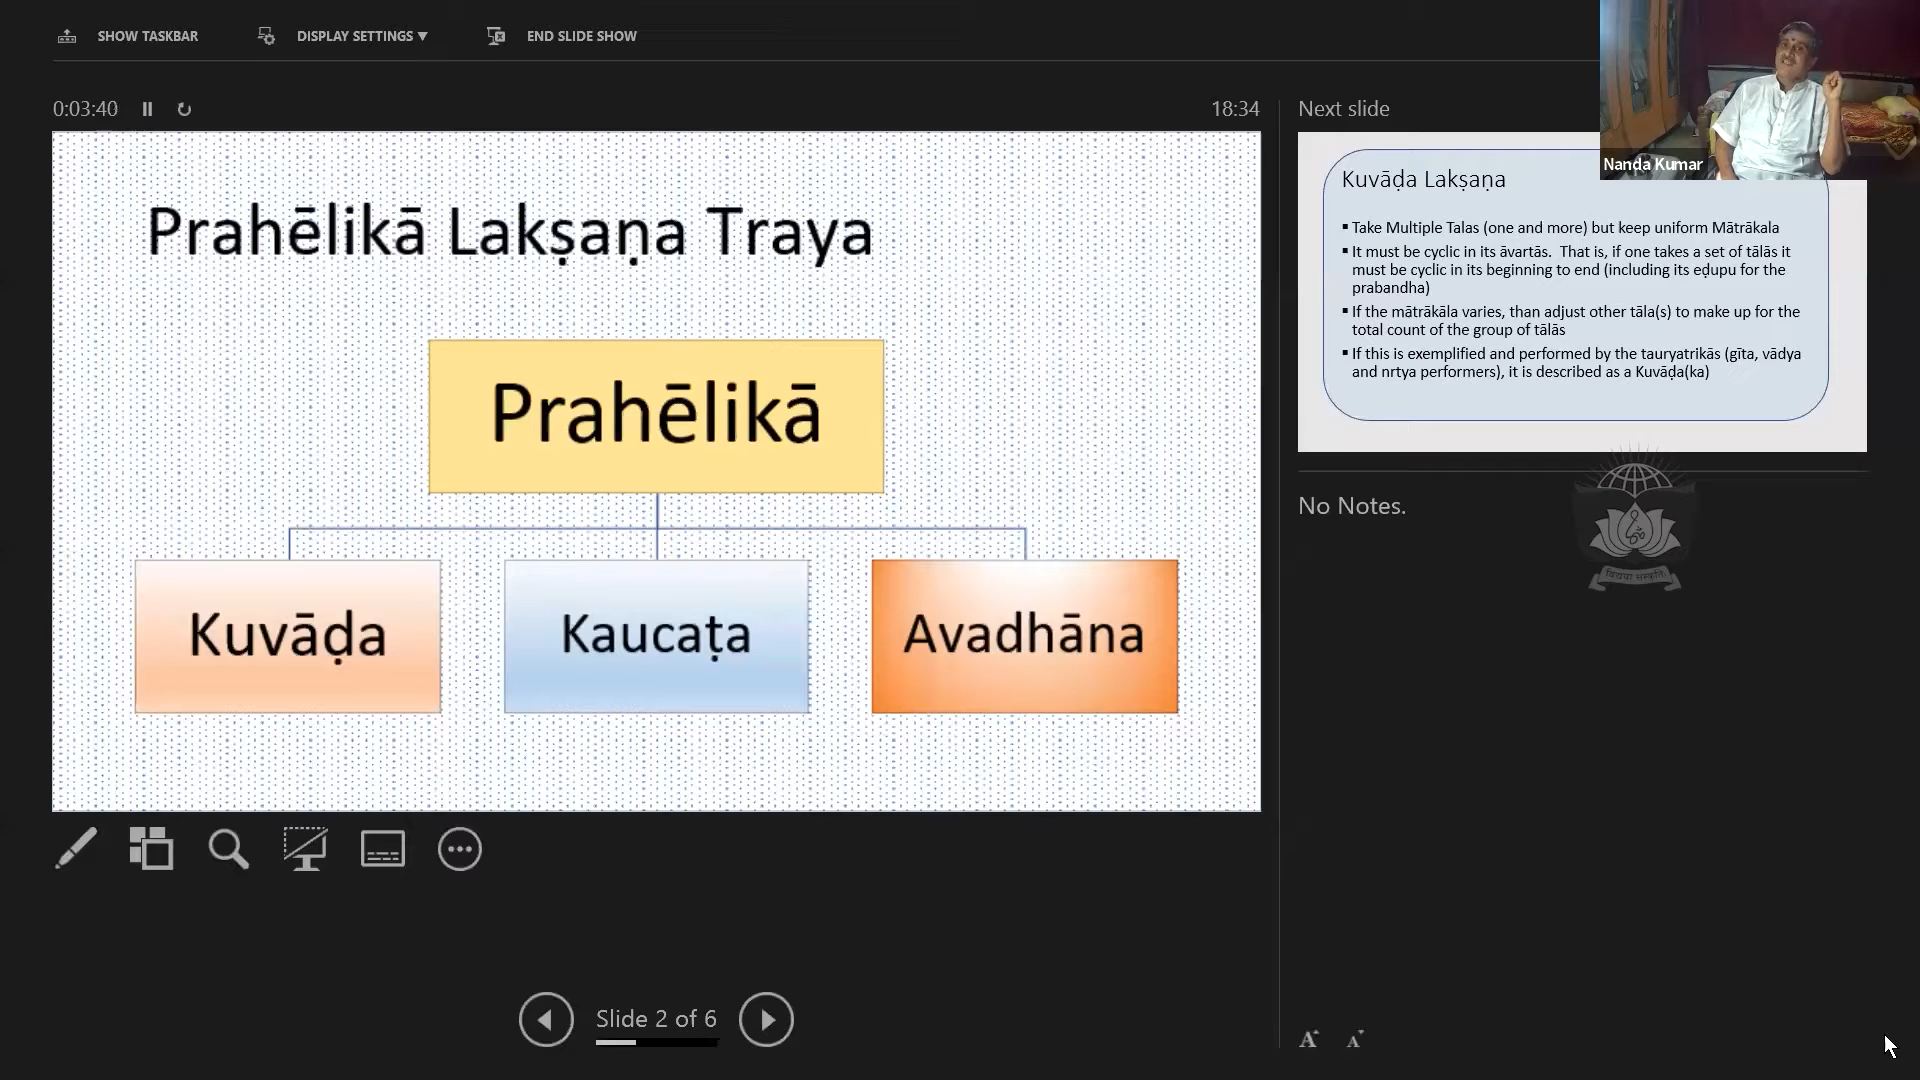 SHOW TASKBAR
DISPLAY SETTINGS ▼
END SLIDE SHOW
0:03:40
18:34
Prahēlikā Lakṣaṇa Traya
Prahēlikā
Kuvāḍa
Kaucaṭa
Avadhāna
Slide 2 of 6
Next slide
Nanda Kumar
Kuvāḍa Lakṣaṇa
▪ Take Multiple Talas (one and more) but keep uniform Mātrākala
▪ It must be cyclic in its āvartās. That is, if one takes a set of tālās it
must be cyclic in its beginning to end (including its eḍupu for the
prabandha)
▪ If the mātrākāla varies, than adjust other tāla(s) to make up for the
total count of the group of tālās
▪ If this is exemplified and performed by the tauryatrikās (gīta, vādya
and nrtya performers), it is described as a Kuvāḍa(ka)
No Notes.
A A